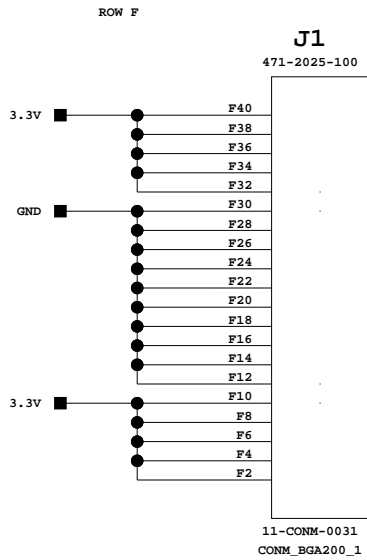 ROW F
J1
471-2025-100
3.3V F40
F38
F36
F34
F32
GND F30
F28
F26
F24
F22
F20
F18
F16
F14
F12
3.3V F10
F8
F6
F4
F2
11-CONM-0031
CONM_BGA200_1